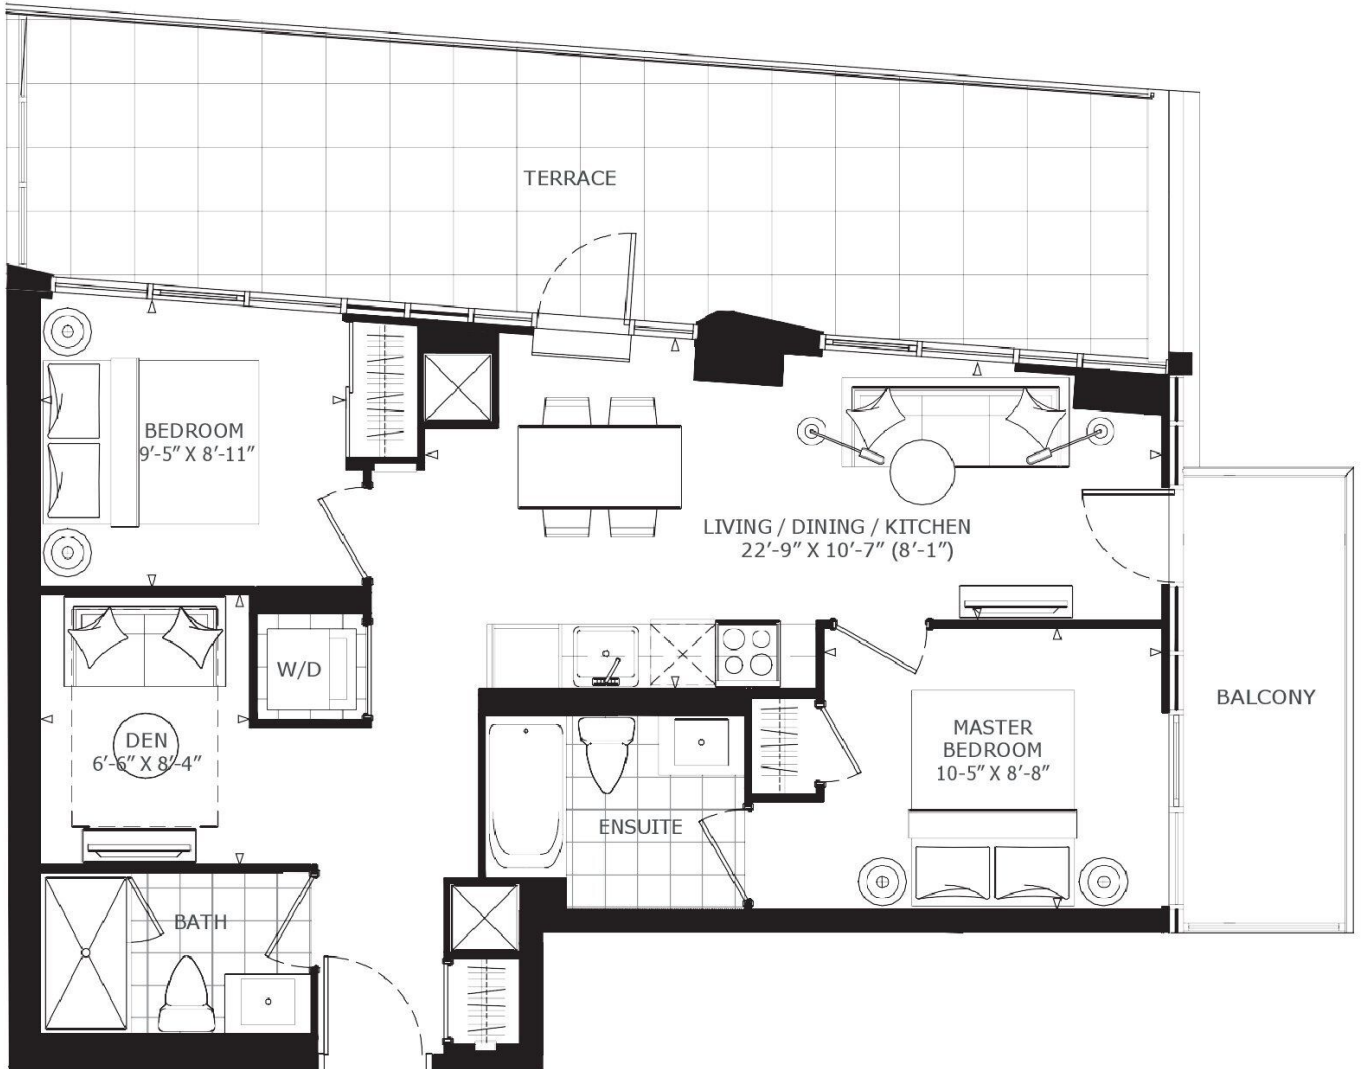 TERRACE
BEDROOM
9'-5" X 8'-11"
LIVING / DINING / KITCHEN
22'-9" X 10'-7" (8'-1")
W/D
BALCONY
DEN
6'-6" X 8'-4"
MASTER
BEDROOM
10-5" X 8'-8"
ENSUITE
BATH